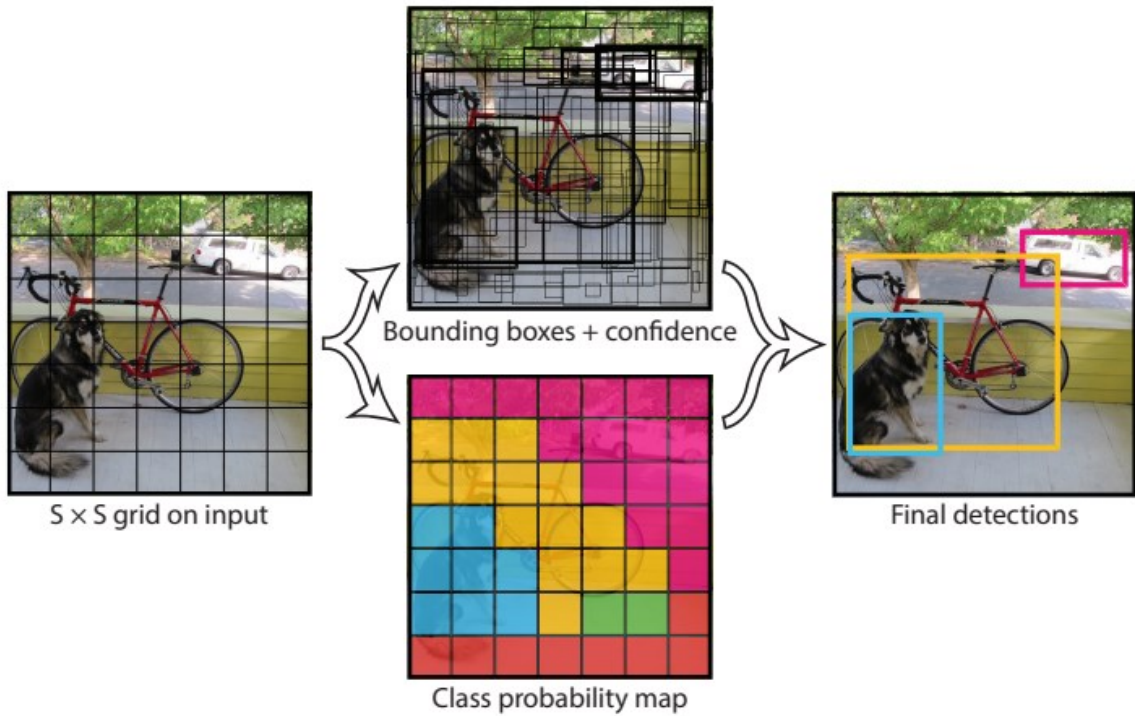 Bounding boxes + confidence
S × S grid on input
Final detections
Class probability map